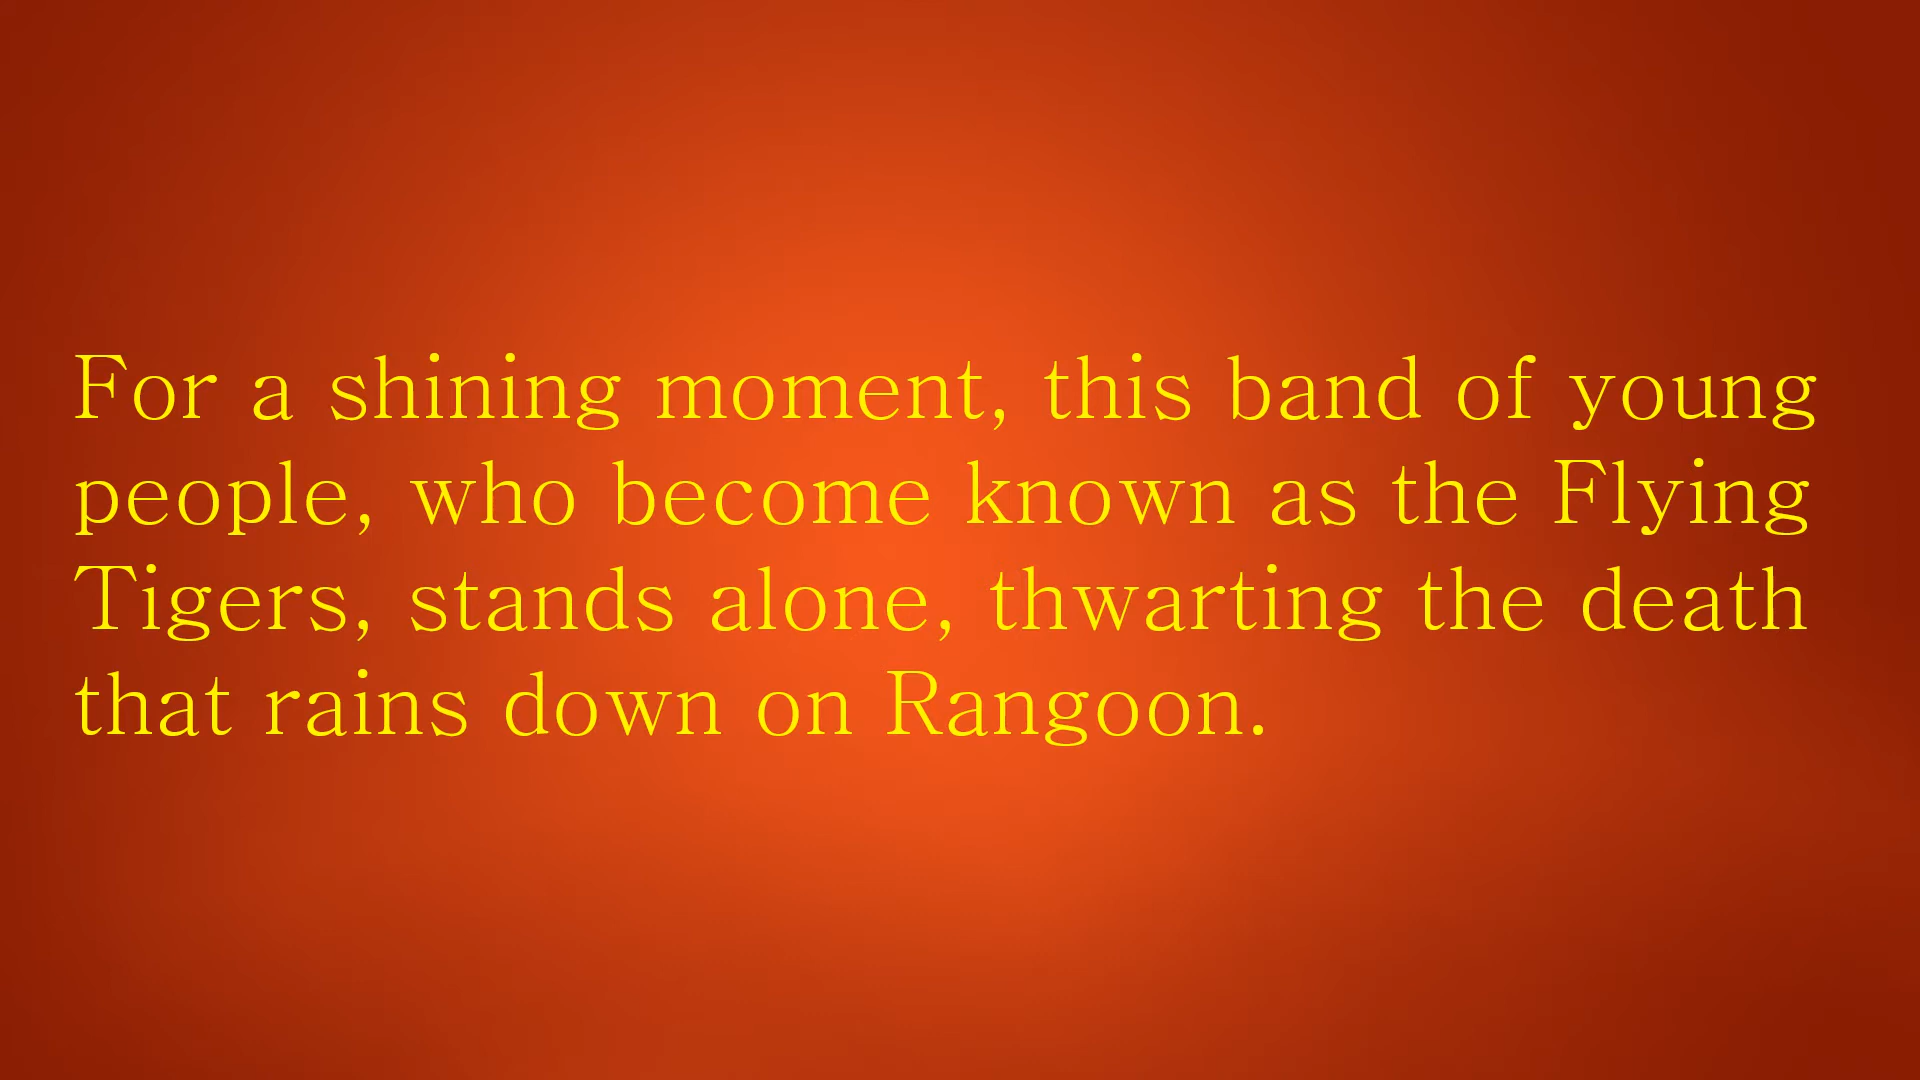 For a shining moment, this band of young
people, who become known as the Flying
Tigers, stands alone, thwarting the death
that rains down on Rangoon.